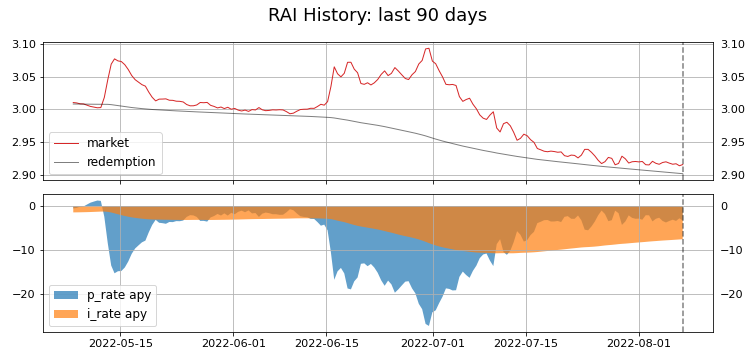 RAI History: last 90 days
3.10 3.10
3.05 3.05
3.00 3.00
2.95 2.95
2.90 2.90
market
redemption
0 0
−10 −10
−20 −20
p_rate apy
i_rate apy
2022-05-15 2022-06-01 2022-06-15 2022-07-01 2022-07-15 2022-08-01